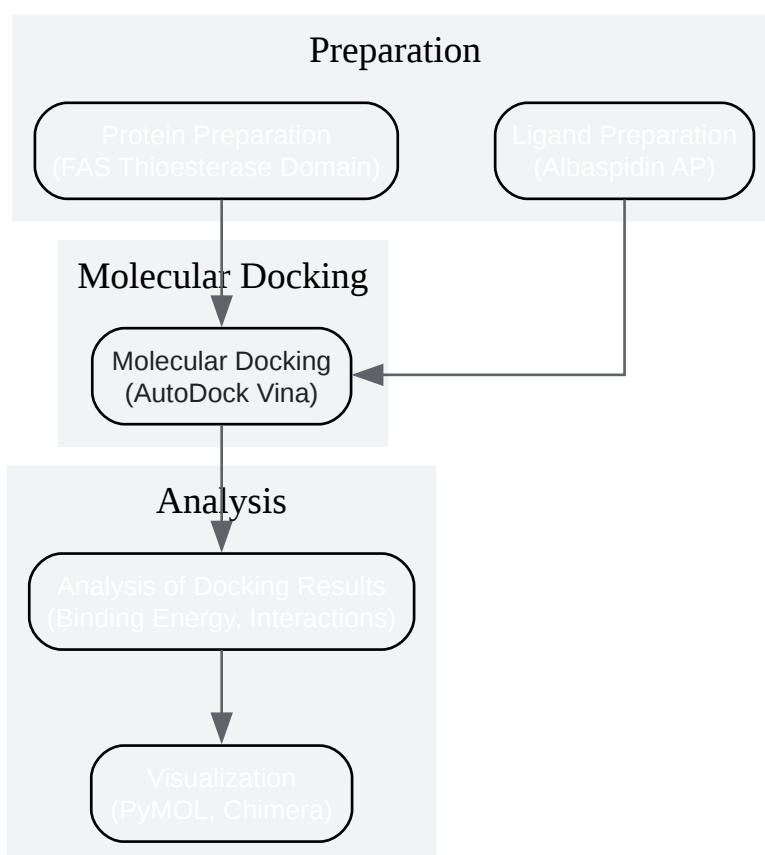 Preparation
Protein Preparation
(FAS Thioesterase Domain)
Ligand Preparation
(Albaspidin AP)
Molecular Docking
Molecular Docking
(AutoDock Vina)
Analysis
Analysis of Docking Results
(Binding Energy, Interactions)
Visualization
(PyMOL, Chimera)